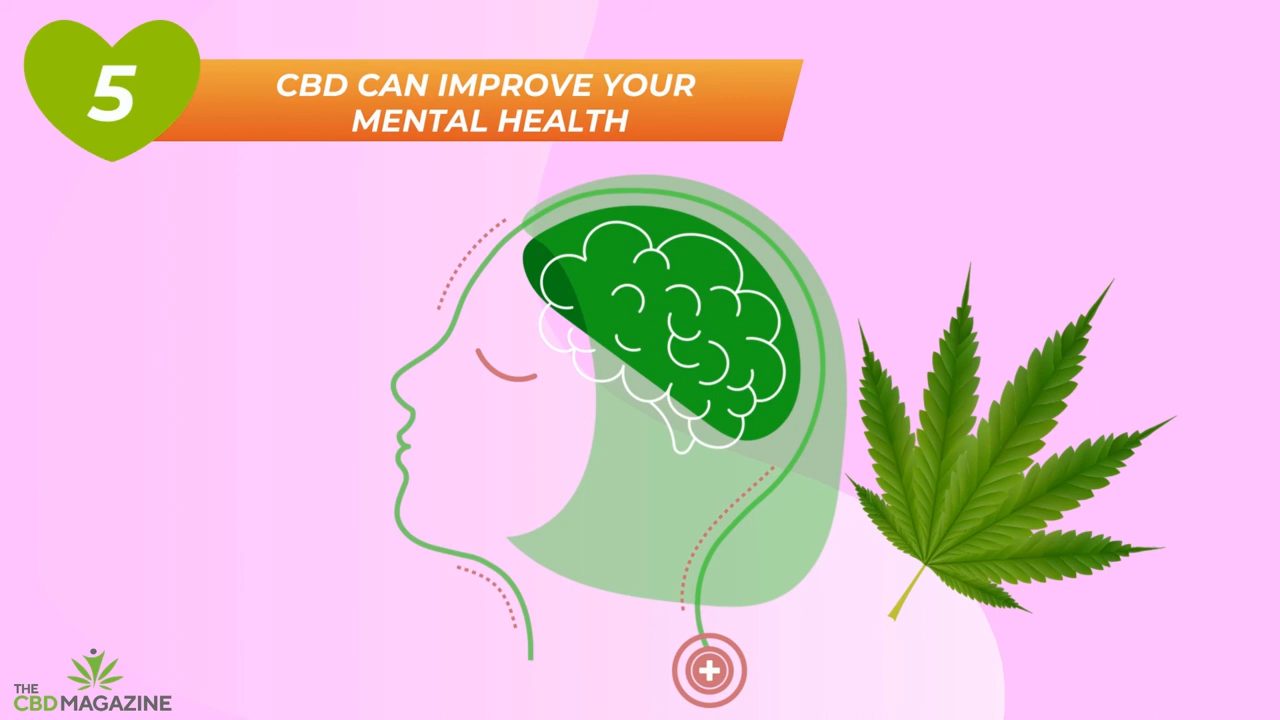 5
CBD CAN IMPROVE YOUR
MENTAL HEALTH
THE
CBD MAGAZINE